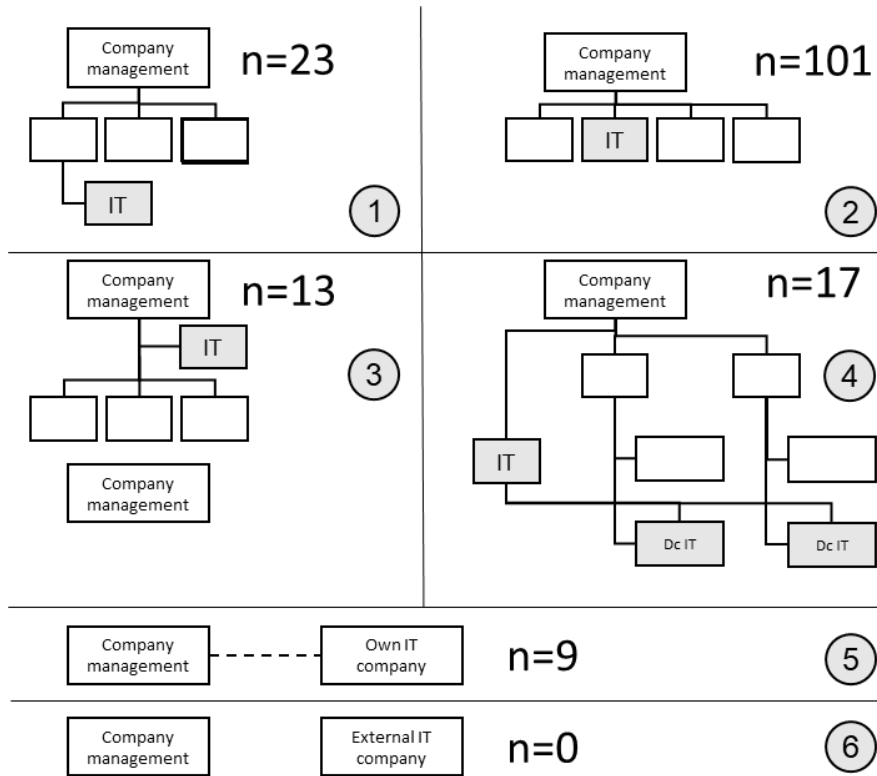 Company
management
n=23
IT
1
Company
management
n=101
IT
2
Company
management
n=13
IT
3
Company
management
Company
management
n=17
4
IT
Dc IT
Dc IT
Company
management
Own IT
company
n=9
5
Company
management
External IT
company
n=0
6